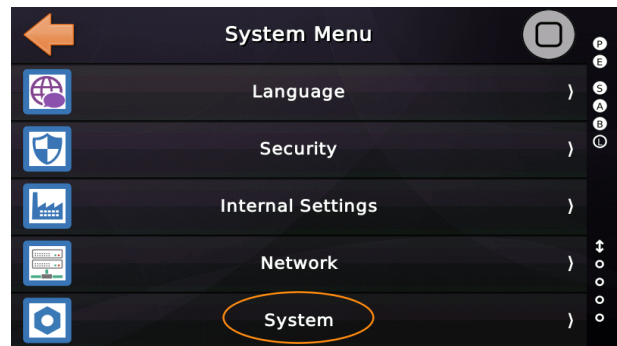 System Menu
Language ⟩
Security ⟩
Internal Settings ⟩
Network ⟩
System ⟩
P
E
S
A
B
L